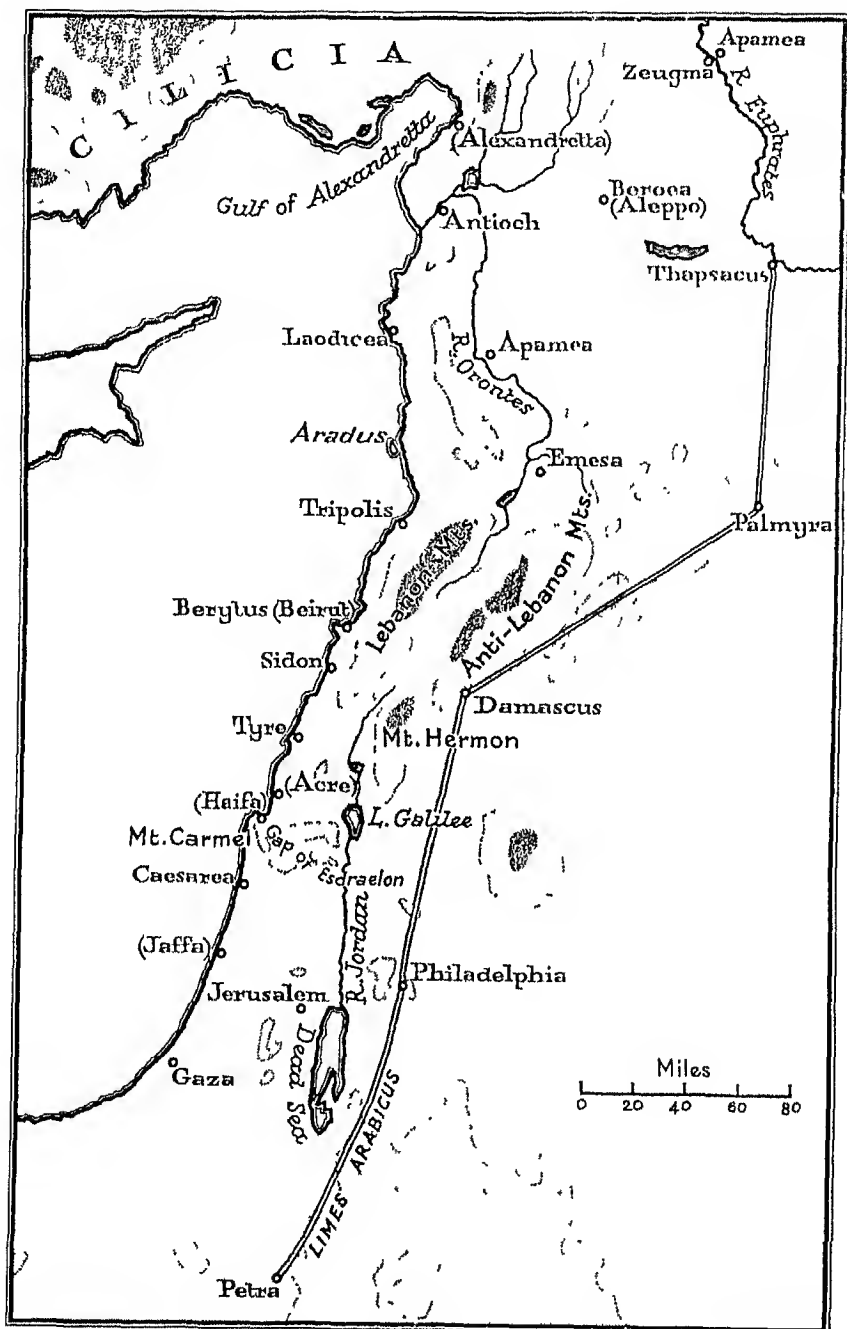 CILICIA
Apamea
Zeugma
R. Euphrates
(Alexandretta)
Gulf of Alexandretta
Beroea
(Aleppo)
Antioch
Thapsacus
Laodicea
Apamea
R. Orontes
Aradus
Emesa
Tripolis
Palmyra
Lebanon Mts.
Anti-Lebanon Mts.
Berytus (Beirut)
Sidon
Damascus
Tyre
Mt. Hermon
(Acre)
(Haifa)
L. Galilee
Mt. Carmel
Gap of
Esdraelon
Caesarea
R. Jordan
(Jaffa)
Philadelphia
Jerusalem
Dead Sea
Gaza
Miles
0 20 40 60 80
LIMES ARABICUS
Petra